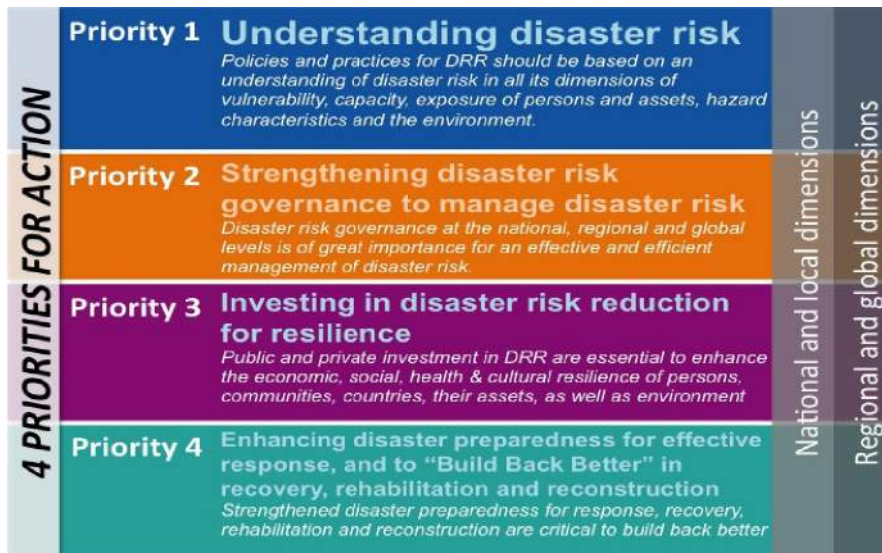 4 PRIORITIES FOR ACTION
Priority 1
Understanding disaster risk
Policies and practices for DRR should be based on an
understanding of disaster risk in all its dimensions of
vulnerability, capacity, exposure of persons and assets, hazard
characteristics and the environment.
Priority 2
Strengthening disaster risk
governance to manage disaster risk
Disaster risk governance at the national, regional and global
levels is of great importance for an effective and efficient
management of disaster risk.
Priority 3
Investing in disaster risk reduction
for resilience
Public and private investment in DRR are essential to enhance
the economic, social, health & cultural resilience of persons,
communities, countries, their assets, as well as environment
Priority 4
Enhancing disaster preparedness for effective
response, and to “Build Back Better” in
recovery, rehabilitation and reconstruction
Strengthened disaster preparedness for response, recovery,
rehabilitation and reconstruction are critical to build back better
National and local dimensions
Regional and global dimensions